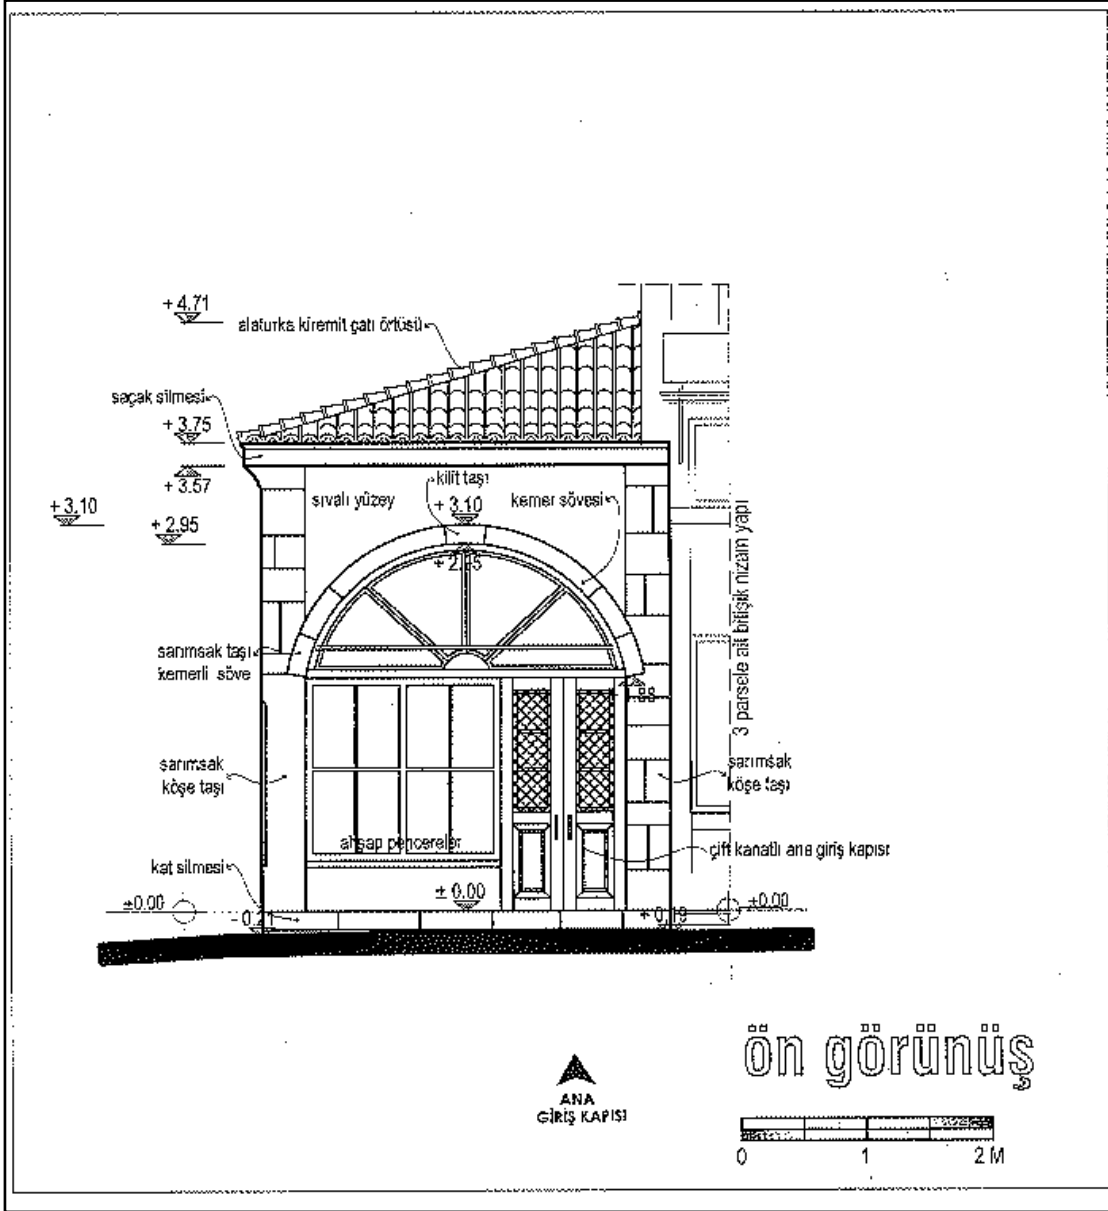 + 4.71
alaturka kiremit çatı örtüsü
saçak silmesi
+ 3.75
+ 3.57
kilit taşı
sıvalı yüzey
+ 3.10
kemer sövesi
+ 3.10
+ 2.95
3 parsele ait bitişik nizam yapı
sarımsak taşı
kemerli söve
sarımsak
köşe taşı
sarımsak
köşe taşı
ahşap pencereler
çift kanatlı ana giriş kapısı
kat silmesi
±0.00
± 0.00
±0.00
ön görünüş
ANA
GİRİŞ KAPISI
0 1 2 M